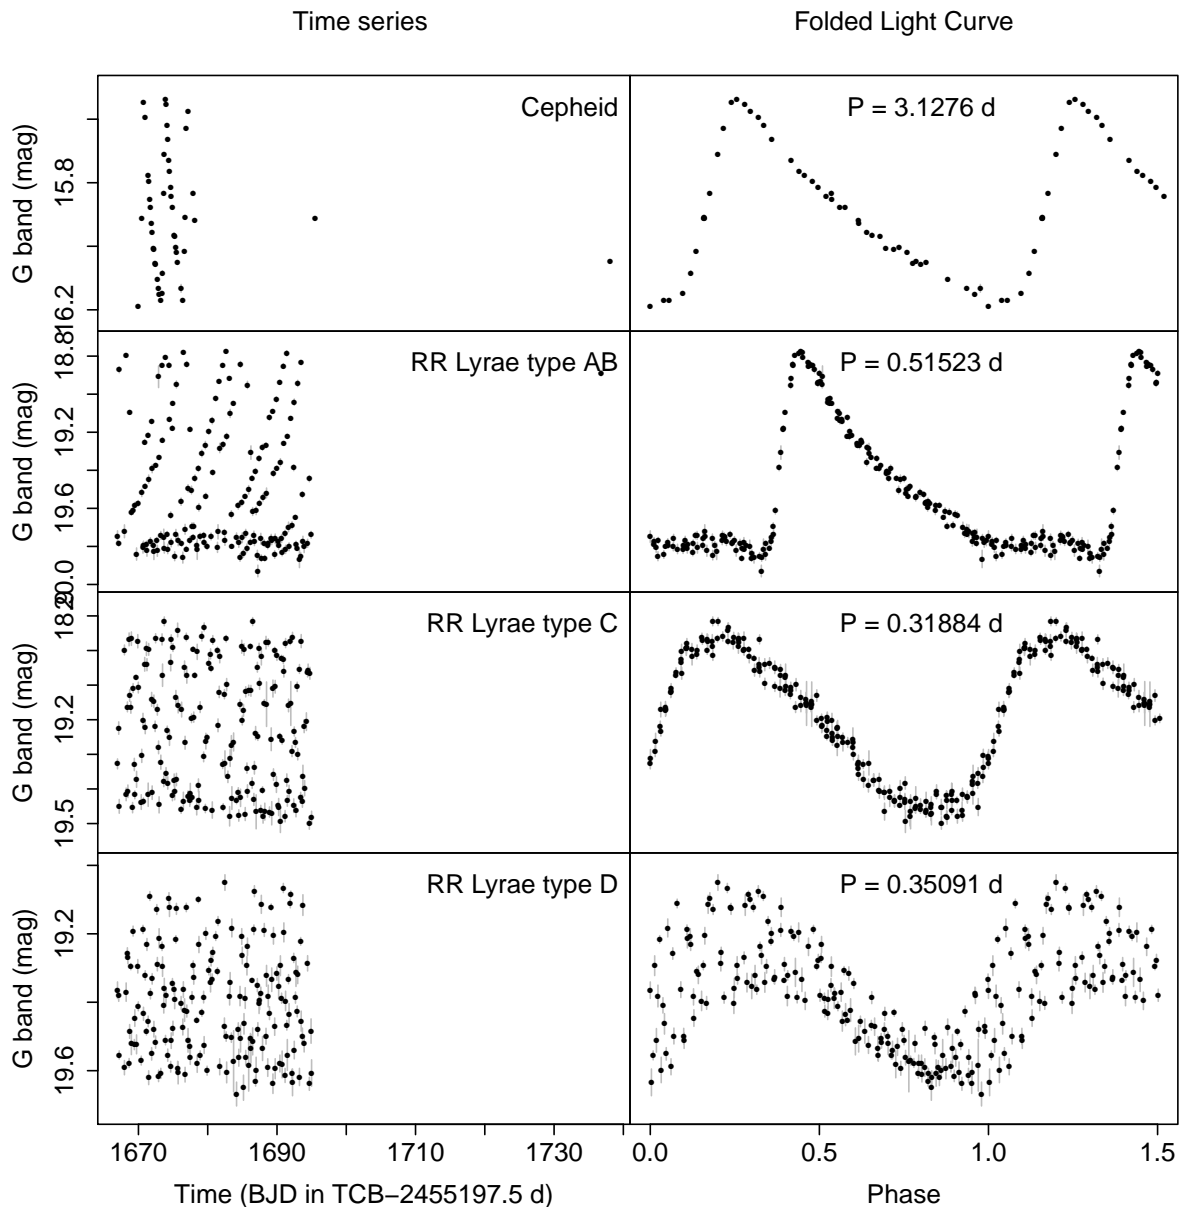 Time series
Folded Light Curve
G band (mag)
15.8
16.2
Cepheid
P = 3.1276 d
G band (mag)
18.8
19.2
19.6
20.0
RR Lyrae type AB
P = 0.51523 d
G band (mag)
18.9
19.2
19.5
RR Lyrae type C
P = 0.31884 d
G band (mag)
19.2
19.6
RR Lyrae type D
P = 0.35091 d
1670 1690 1710 1730
0.0 0.5 1.0 1.5
Time (BJD in TCB−2455197.5 d)
Phase